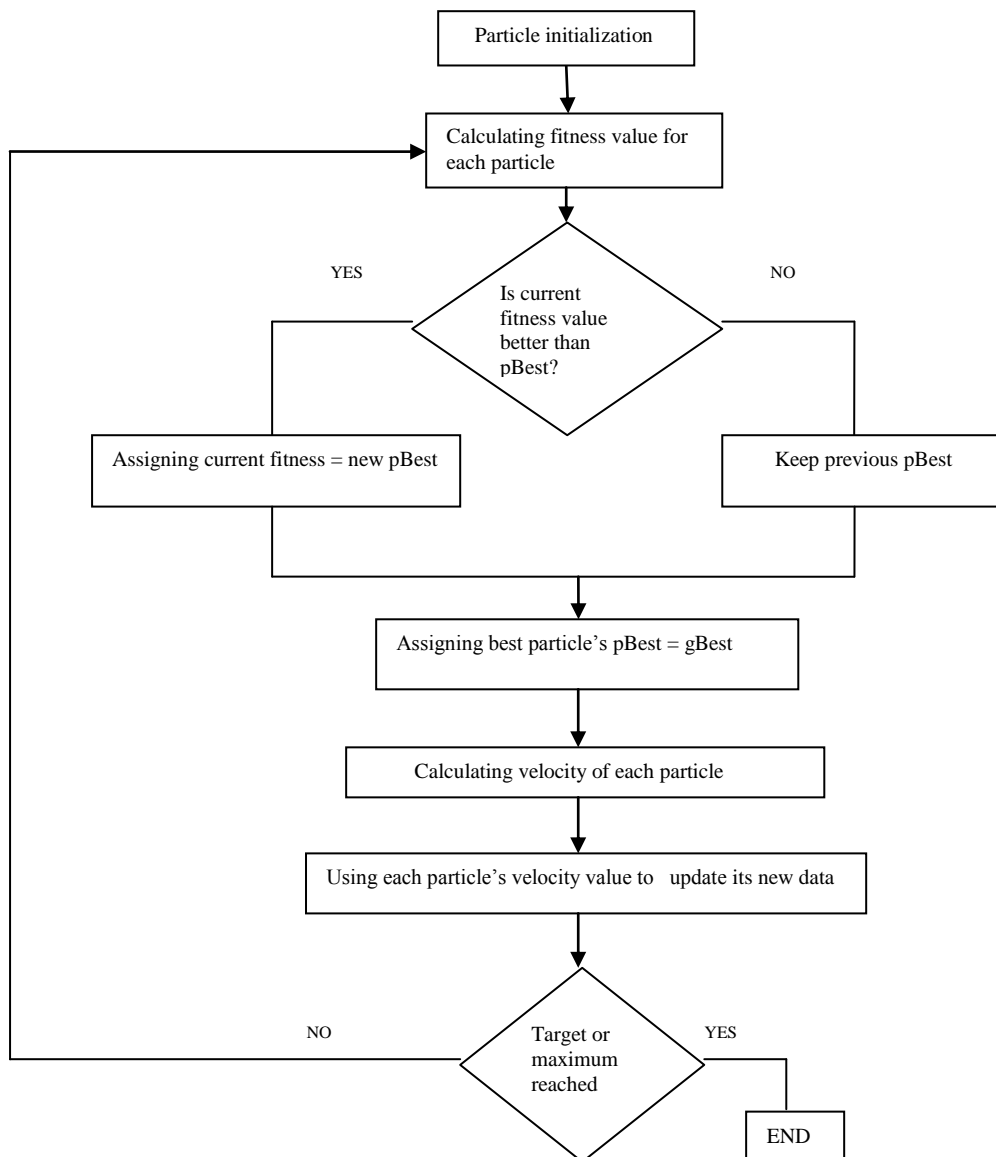 Particle initialization
Calculating fitness value for
each particle
YES
NO
Is current
fitness value
better than
pBest?
Assigning current fitness = new pBest
Keep previous pBest
Assigning best particle’s pBest = gBest
Calculating velocity of each particle
Using each particle’s velocity value to update its new data
NO
YES
Target or
maximum
reached
END